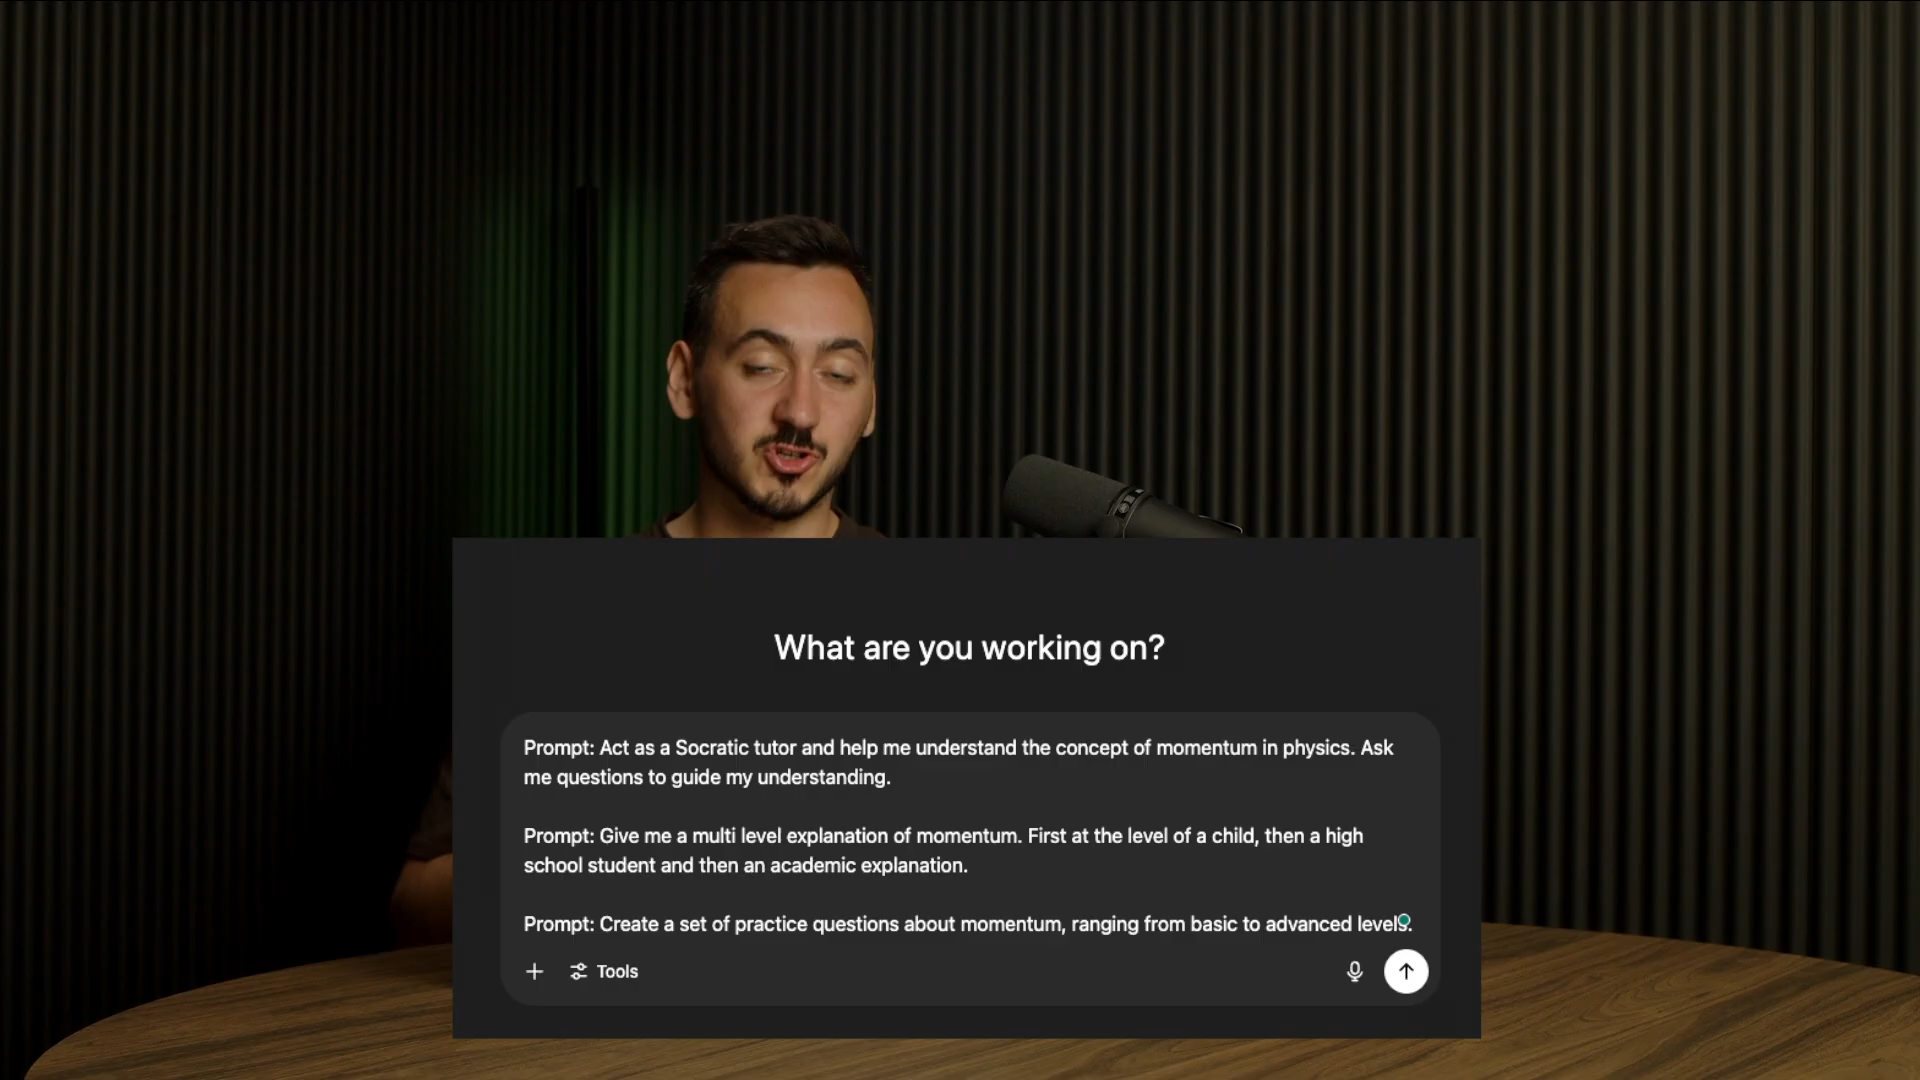 What are you working on?
Prompt: Act as a Socratic tutor and help me understand the concept of momentum in physics. Ask
me questions to guide my understanding.
Prompt: Give me a multi level explanation of momentum. First at the level of a child, then a high
school student and then an academic explanation.
Prompt: Create a set of practice questions about momentum, ranging from basic to advanced levels.
Tools